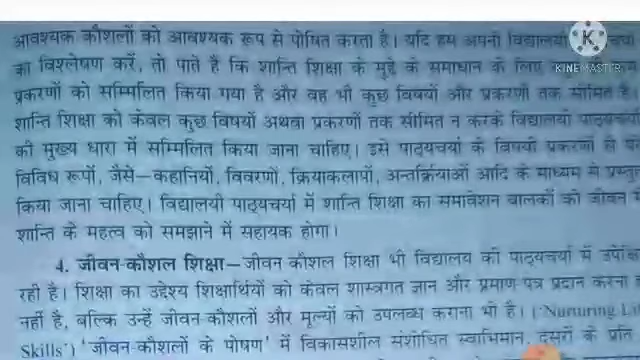 आवश्यक कौशलों को आवश्यक रूप से पोषित करता है। यदि हम अपनी विद्यालयी
का विश्लेषण करें, तो पाते है कि शान्ति शिक्षा के मुद्दे के समाधान के लिए
प्रकरणों को सम्मिलित किया गया है और वह भी कुछ विषयों और प्रकरणों तक सीमित है।
शान्ति शिक्षा को केवल कुछ विषयों अथवा प्रकरणों तक सीमित न करके विद्यालयी पाठ्यचर्या
की मुख्य धारा में सम्मिलित किया जाना चाहिए। इसे पाठ्यचर्या के विषयों प्रकरणों से
विविध रूपों, जैसे—कहानियों, विवरणों, क्रियाकलापों, अन्तर्क्रियाओं आदि के माध्यम से प्रस्तुत
किया जाना चाहिए। विद्यालयी पाठ्यचर्या में शान्ति शिक्षा का समावेशन बालकों को जीवन में
शान्ति के महत्व को समझाने में सहायक होगा।
4. जीवन-कौशल शिक्षा—जीवन कौशल शिक्षा भी विद्यालय की पाठ्यचर्या में उपेक्षित
रही है। शिक्षा का उद्देश्य शिक्षार्थियों को केवल शास्त्रगत ज्ञान और प्रमाण-पत्र प्रदान करना
नहीं है, बल्कि उन्हें जीवन-कौशलों और मूल्यों को उपलब्ध कराना भी है। ('Nurturing Life
Skills') 'जीवन-कौशलों के पोषण' में विकासशील संशोधित स्वाभिमान, दूसरों के प्रति
KINEMASTER